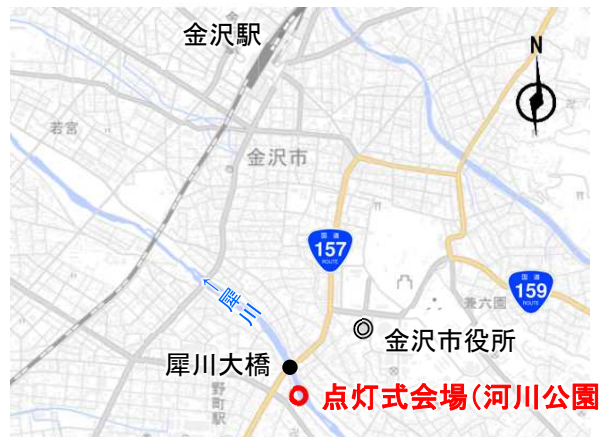 金沢駅
N
若宮
金沢市
国道
157
ROUTE
国道
159
ROUTE
兼六園
←犀川
金沢市役所
犀川大橋
野町駅
点灯式会場(河川公園